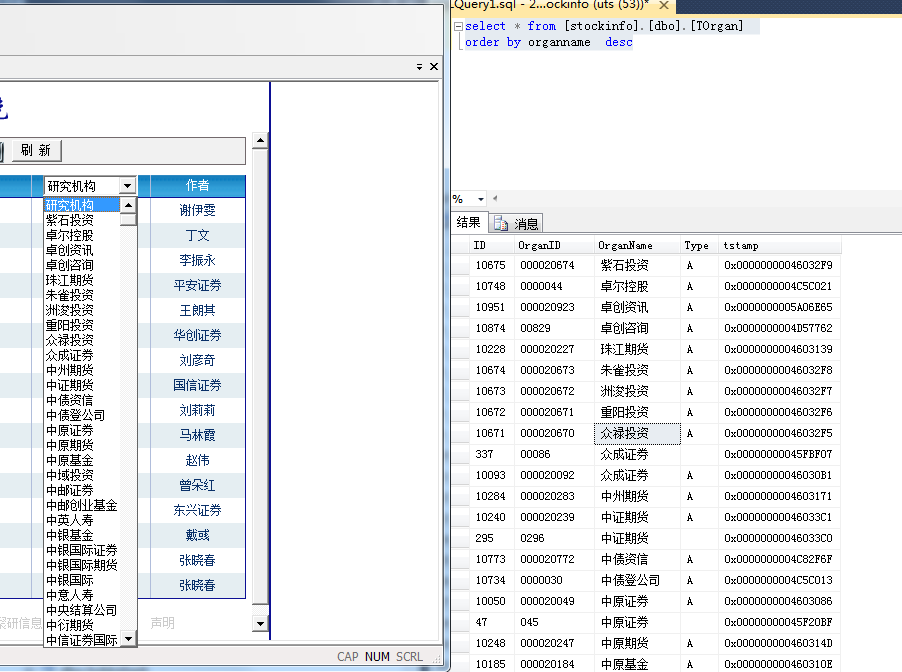 LQuery1.sql - 2...ockinfo (uts (53))* ×
select * from [stockinfo].[dbo].[TOrgan]
order by organname desc
刷 新
研究机构
作者
研究机构
紫石投资
卓尔控股
卓创资讯
卓创咨询
珠江期货
朱雀投资
洲浚投资
重阳投资
众禄投资
众成证券
中州期货
中证期货
中债资信
中债登公司
中原证券
中原期货
中原基金
中域投资
中邮证券
中邮创业基金
中英人寿
中银基金
中银国际证券
中银国际期货
中银国际
中意人寿
中央结算公司
中衍期货
中信证券国际
谢伊雯
丁文
李振永
平安证券
王朗其
华创证券
刘彦奇
国信证券
刘莉莉
马林霞
赵伟
曾朵红
东兴证券
戴彧
张晓春
张晓春
研信息
声明
CAP NUM SCRL
%
结果 消息
ID OrganID OrganName Type tstamp
10675 000020674 紫石投资 A 0x00000000046032F9
10748 0000044 卓尔控股 A 0x0000000004C5C021
10951 000020923 卓创资讯 A 0x0000000005A06E65
10874 00829 卓创咨询 A 0x0000000004D57762
10228 000020227 珠江期货 A 0x0000000004603139
10674 000020673 朱雀投资 A 0x00000000046032F8
10673 000020672 洲浚投资 A 0x00000000046032F7
10672 000020671 重阳投资 A 0x00000000046032F6
10671 000020670 众禄投资 A 0x00000000046032F5
337 00086 众成证券 0x00000000045FBF07
10093 000020092 众成证券 A 0x00000000046030B1
10284 000020283 中州期货 A 0x0000000004603171
10240 000020239 中证期货 A 0x00000000046033C1
295 0296 中证期货 0x00000000046033C0
10773 000020772 中债资信 A 0x0000000004C82F6F
10734 0000030 中债登公司 A 0x0000000004C5C013
10050 000020049 中原证券 A 0x0000000004603086
47 045 中原证券 0x00000000045F20BF
10248 000020247 中原期货 A 0x000000000460314D
10185 000020184 中原基金 A 0x000000000460310E